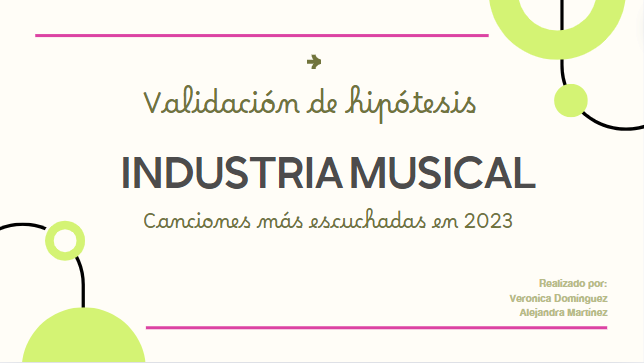 Validación de hipótesis
INDUSTRIA MUSICAL
Canciones más escuchadas en 2023
Realizado por:
Veronica Dominguez
Alejandra Martinez